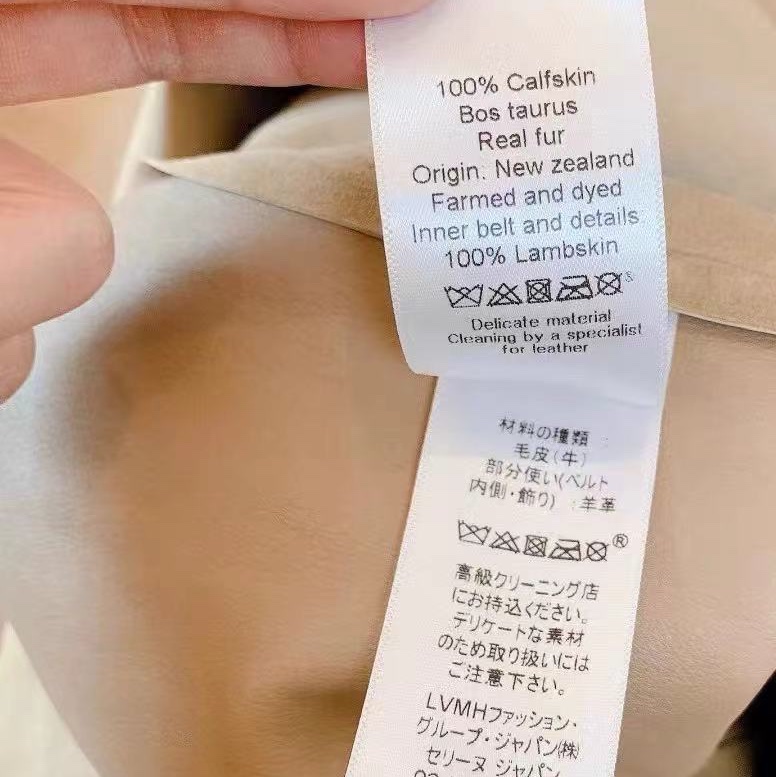 100% Calfskin
Bos taurus
Real fur
Origin: New zealand
Farmed and dyed
Inner belt and details
100% Lambskin
Delicate material
Cleaning by a specialist
for leather
材料の種類
毛皮(牛)
部分使い(ベルト
内側・飾り) :羊革
®
高級クリーニング店
にお持込ください。
デリケートな素材
のため取り扱いには
ご注意下さい。
LVMHファッション・
グループ・ジャパン㈱
セリーヌ ジャパン